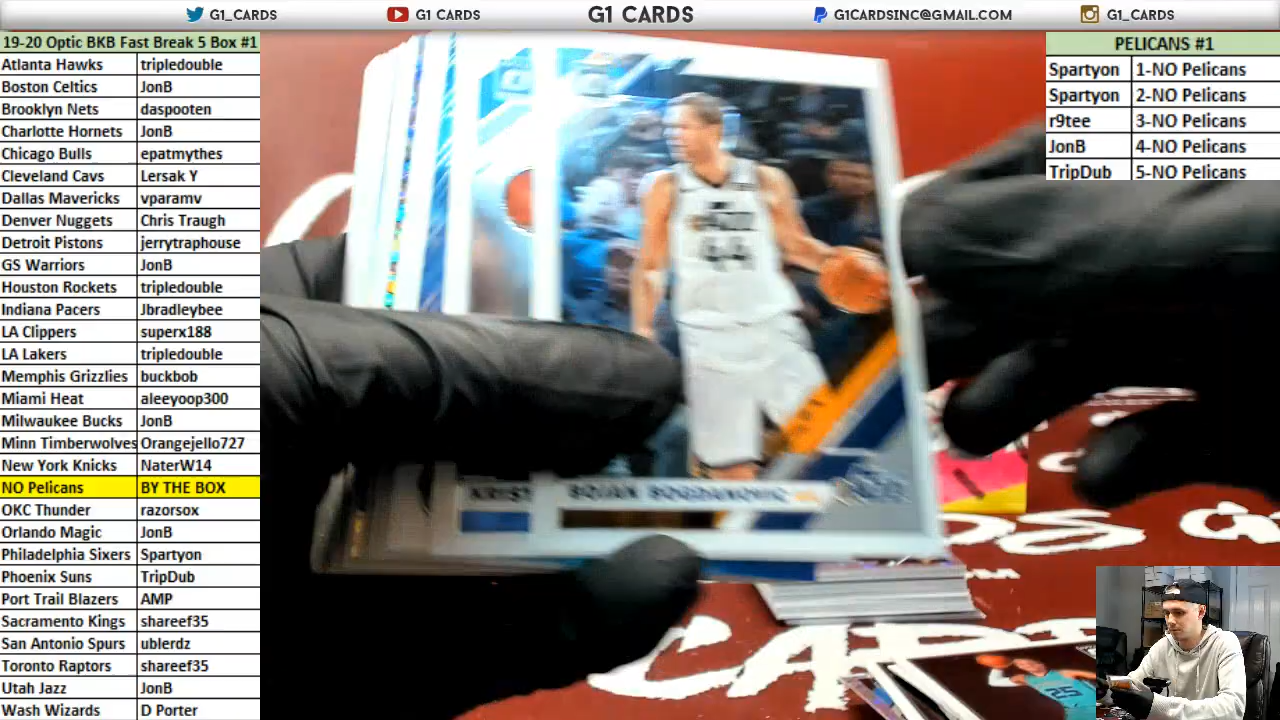 G1_CARDS
G1 CARDS
G1 CARDS
G1CARDSINC@GMAIL.COM
G1_CARDS
19-20 Optic BKB Fast Break 5 Box #1
Atlanta Hawks tripledouble
Boston Celtics JonB
Brooklyn Nets daspooten
Charlotte Hornets JonB
Chicago Bulls epatmythes
Cleveland Cavs Lersak Y
Dallas Mavericks vparamv
Denver Nuggets Chris Traugh
Detroit Pistons jerrytraphouse
GS Warriors JonB
Houston Rockets tripledouble
Indiana Pacers Jbradleybee
LA Clippers superx188
LA Lakers tripledouble
Memphis Grizzlies buckbob
Miami Heat aleeyoop300
Milwaukee Bucks JonB
Minn Timberwolves Orangejello727
New York Knicks NaterW14
NO Pelicans BY THE BOX
OKC Thunder razorsox
Orlando Magic JonB
Philadelphia Sixers Spartyon
Phoenix Suns TripDub
Port Trail Blazers AMP
Sacramento Kings shareef35
San Antonio Spurs ublerdz
Toronto Raptors shareef35
Utah Jazz JonB
Wash Wizards D Porter
PELICANS #1
Spartyon 1-NO Pelicans
Spartyon 2-NO Pelicans
r9tee 3-NO Pelicans
JonB 4-NO Pelicans
TripDub 5-NO Pelicans
44
KRIST
BOJAN BOGDANOVIC
CARDS
25